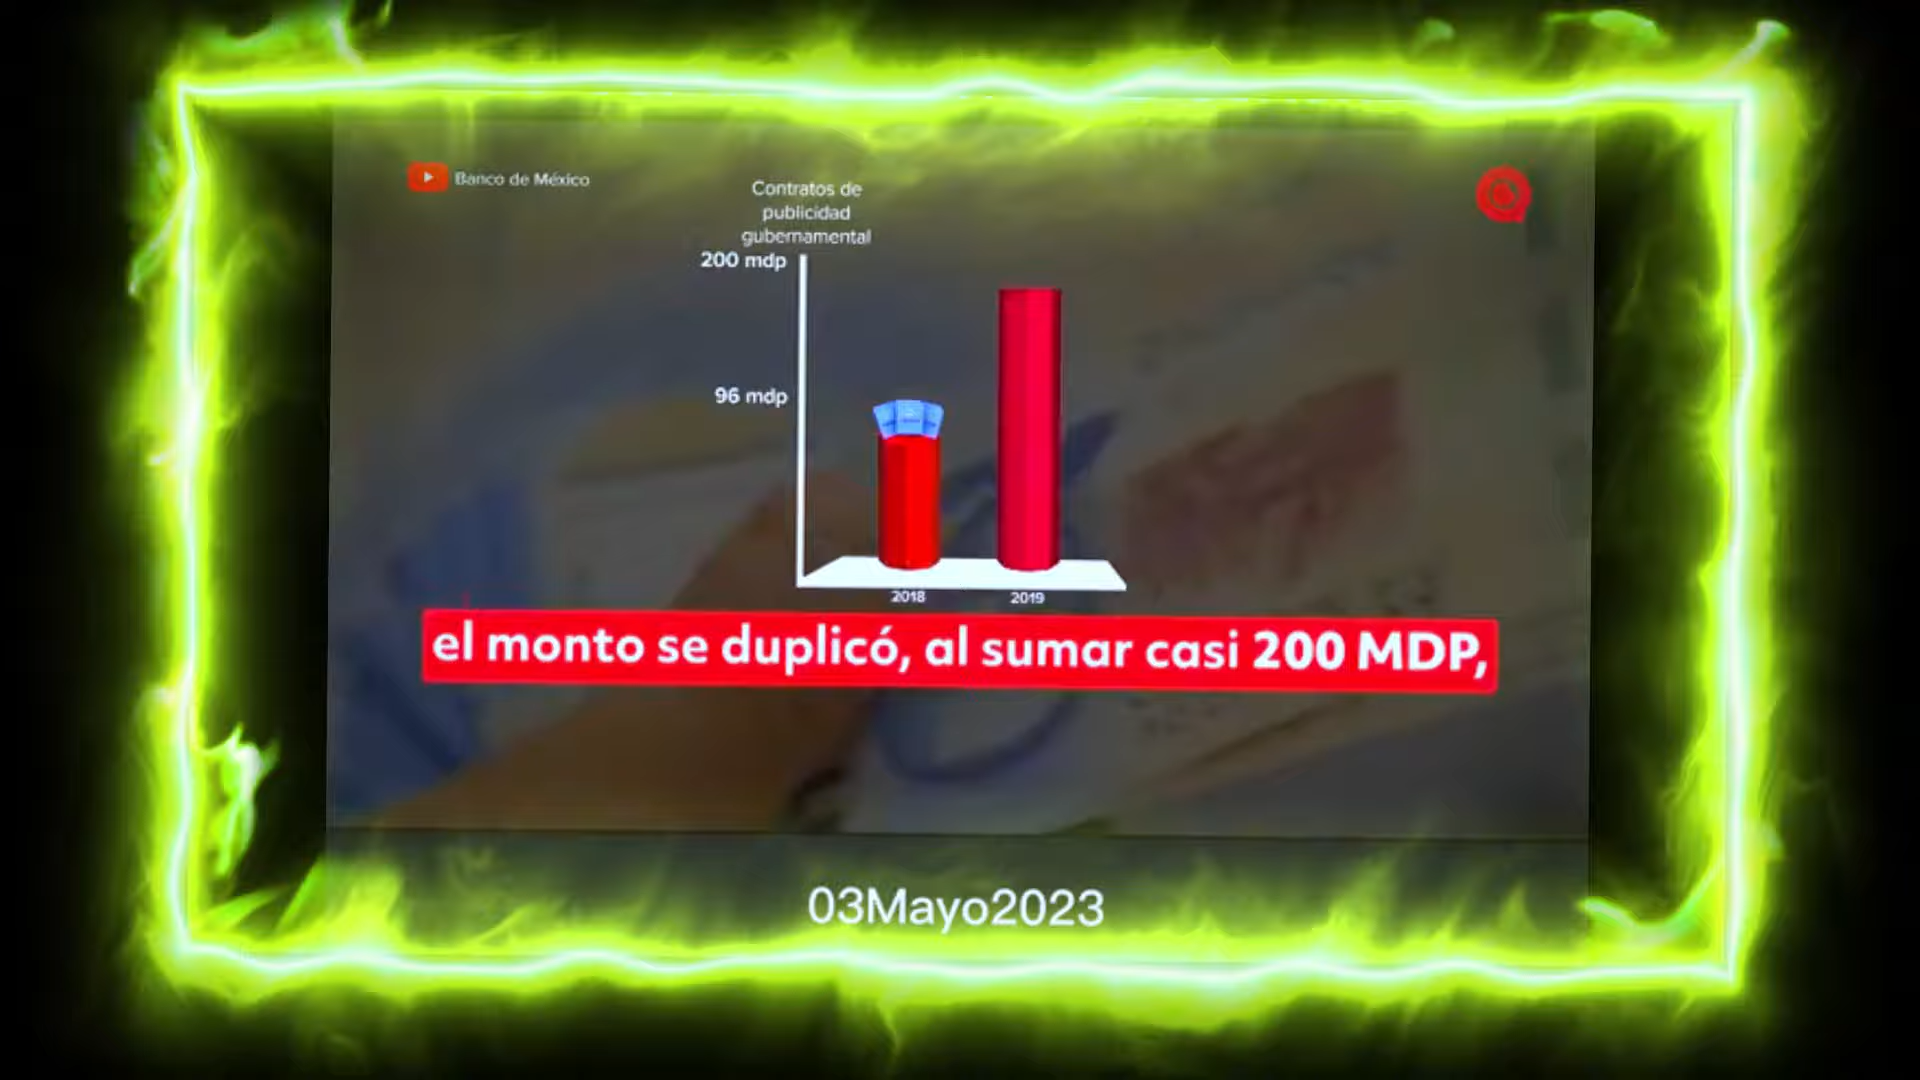 Banco de México
Contratos de
publicidad
gubernamental
200 mdp
96 mdp
2018
2019
el monto se duplicó, al sumar casi 200 MDP,
03Mayo2023